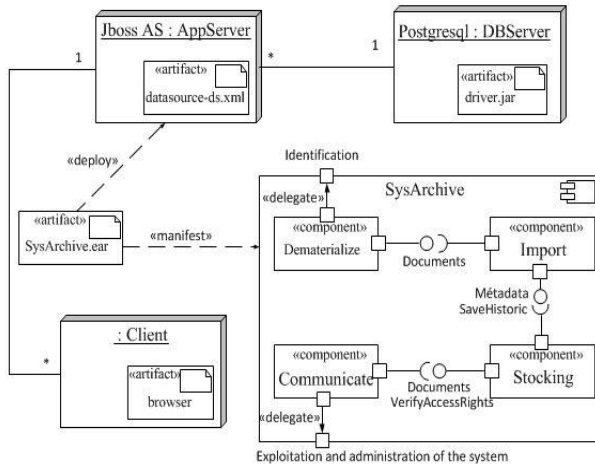 Jboss AS : AppServer
«artifact»
datasource-ds.xml
1
*
1
Postgresql : DBServer
«artifact»
driver.jar
«deploy»
«artifact»
SysArchive.ear
«manifest»
Identification
«delegate»
SysArchive
«component»
Dematerialize
Documents
«component»
Import
Métadata
SaveHistoric
: Client
«artifact»
browser
*
«component»
Communicate
Documents
VerifyAccessRights
«component»
Stocking
«delegate»
Exploitation and administration of the system